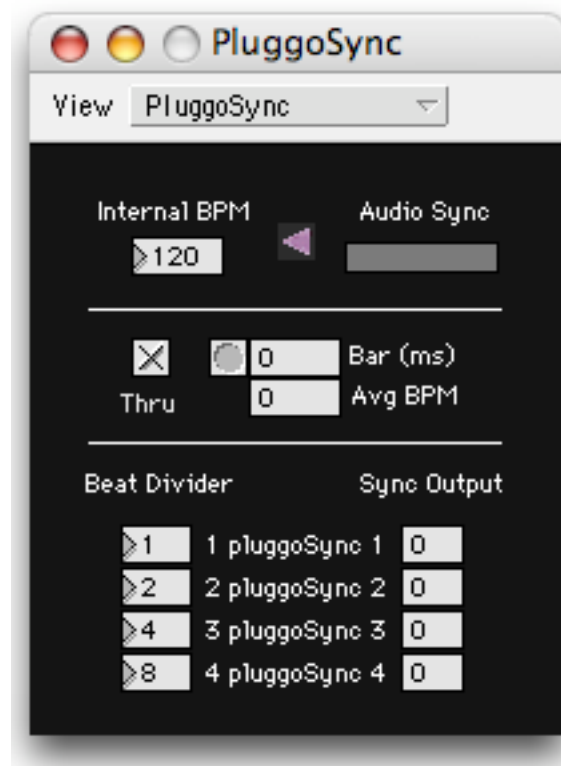 PluggoSync
View PluggoSync
Internal BPM Audio Sync
120
0 Bar (ms)
Thru 0 Avg BPM
Beat Divider Sync Output
1 1 pluggoSync 1 0
2 2 pluggoSync 2 0
4 3 pluggoSync 3 0
8 4 pluggoSync 4 0